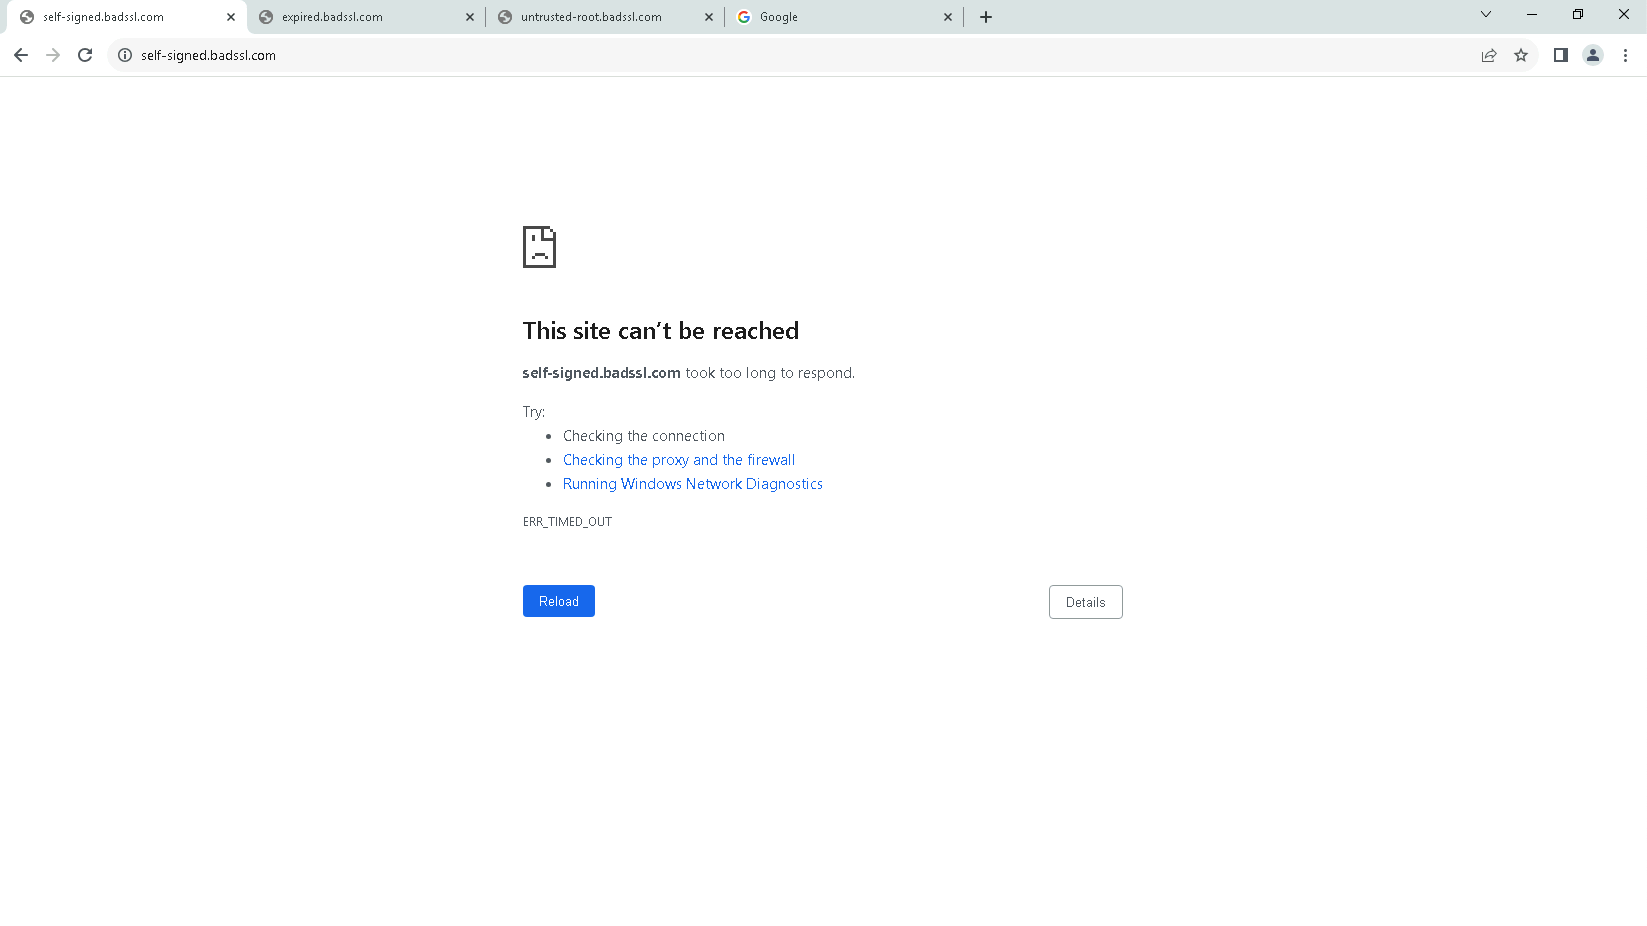 self-signed.badssl.com
expired.badssl.com
untrusted-root.badssl.com
Google
self-signed.badssl.com
This site can't be reached
self-signed.badssl.com took too long to respond.
Try:
Checking the connection
Checking the proxy and the firewall
Running Windows Network Diagnostics
ERR_TIMED_OUT
Reload
Details